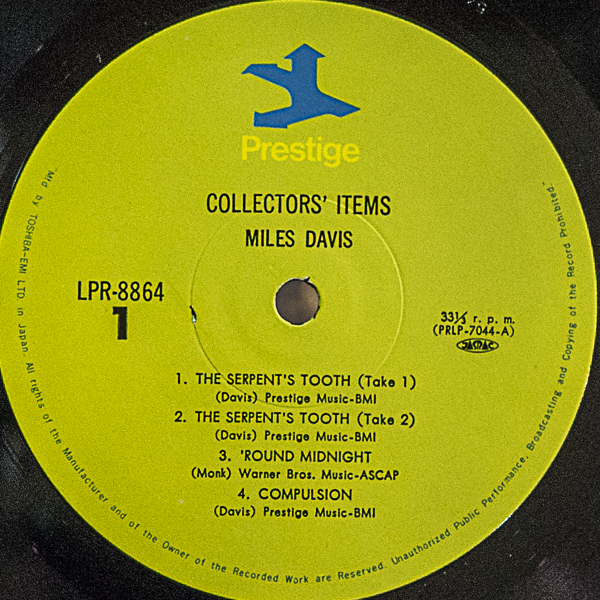 Prestige
COLLECTORS' ITEMS
MILES DAVIS
LPR-8864
1
33⅓ r. p. m.
(PRLP-7044-A)
JASRAC
1. THE SERPENT'S TOOTH (Take 1)
(Davis) Prestige Music-BMI
2. THE SERPENT'S TOOTH (Take 2)
(Davis) Prestige Music-BMI
3. 'ROUND MIDNIGHT
(Monk) Warner Bros. Music-ASCAP
4. COMPULSION
(Davis) Prestige Music-BMI
"Mfd by TOSHIBA-EMI LTD. in Japan. All rights of the Manufacturer and of the Owner of the Recorded Work are Reserved. Unauthorized Public Performance, Broadcasting and Copying of the Record Prohibited."